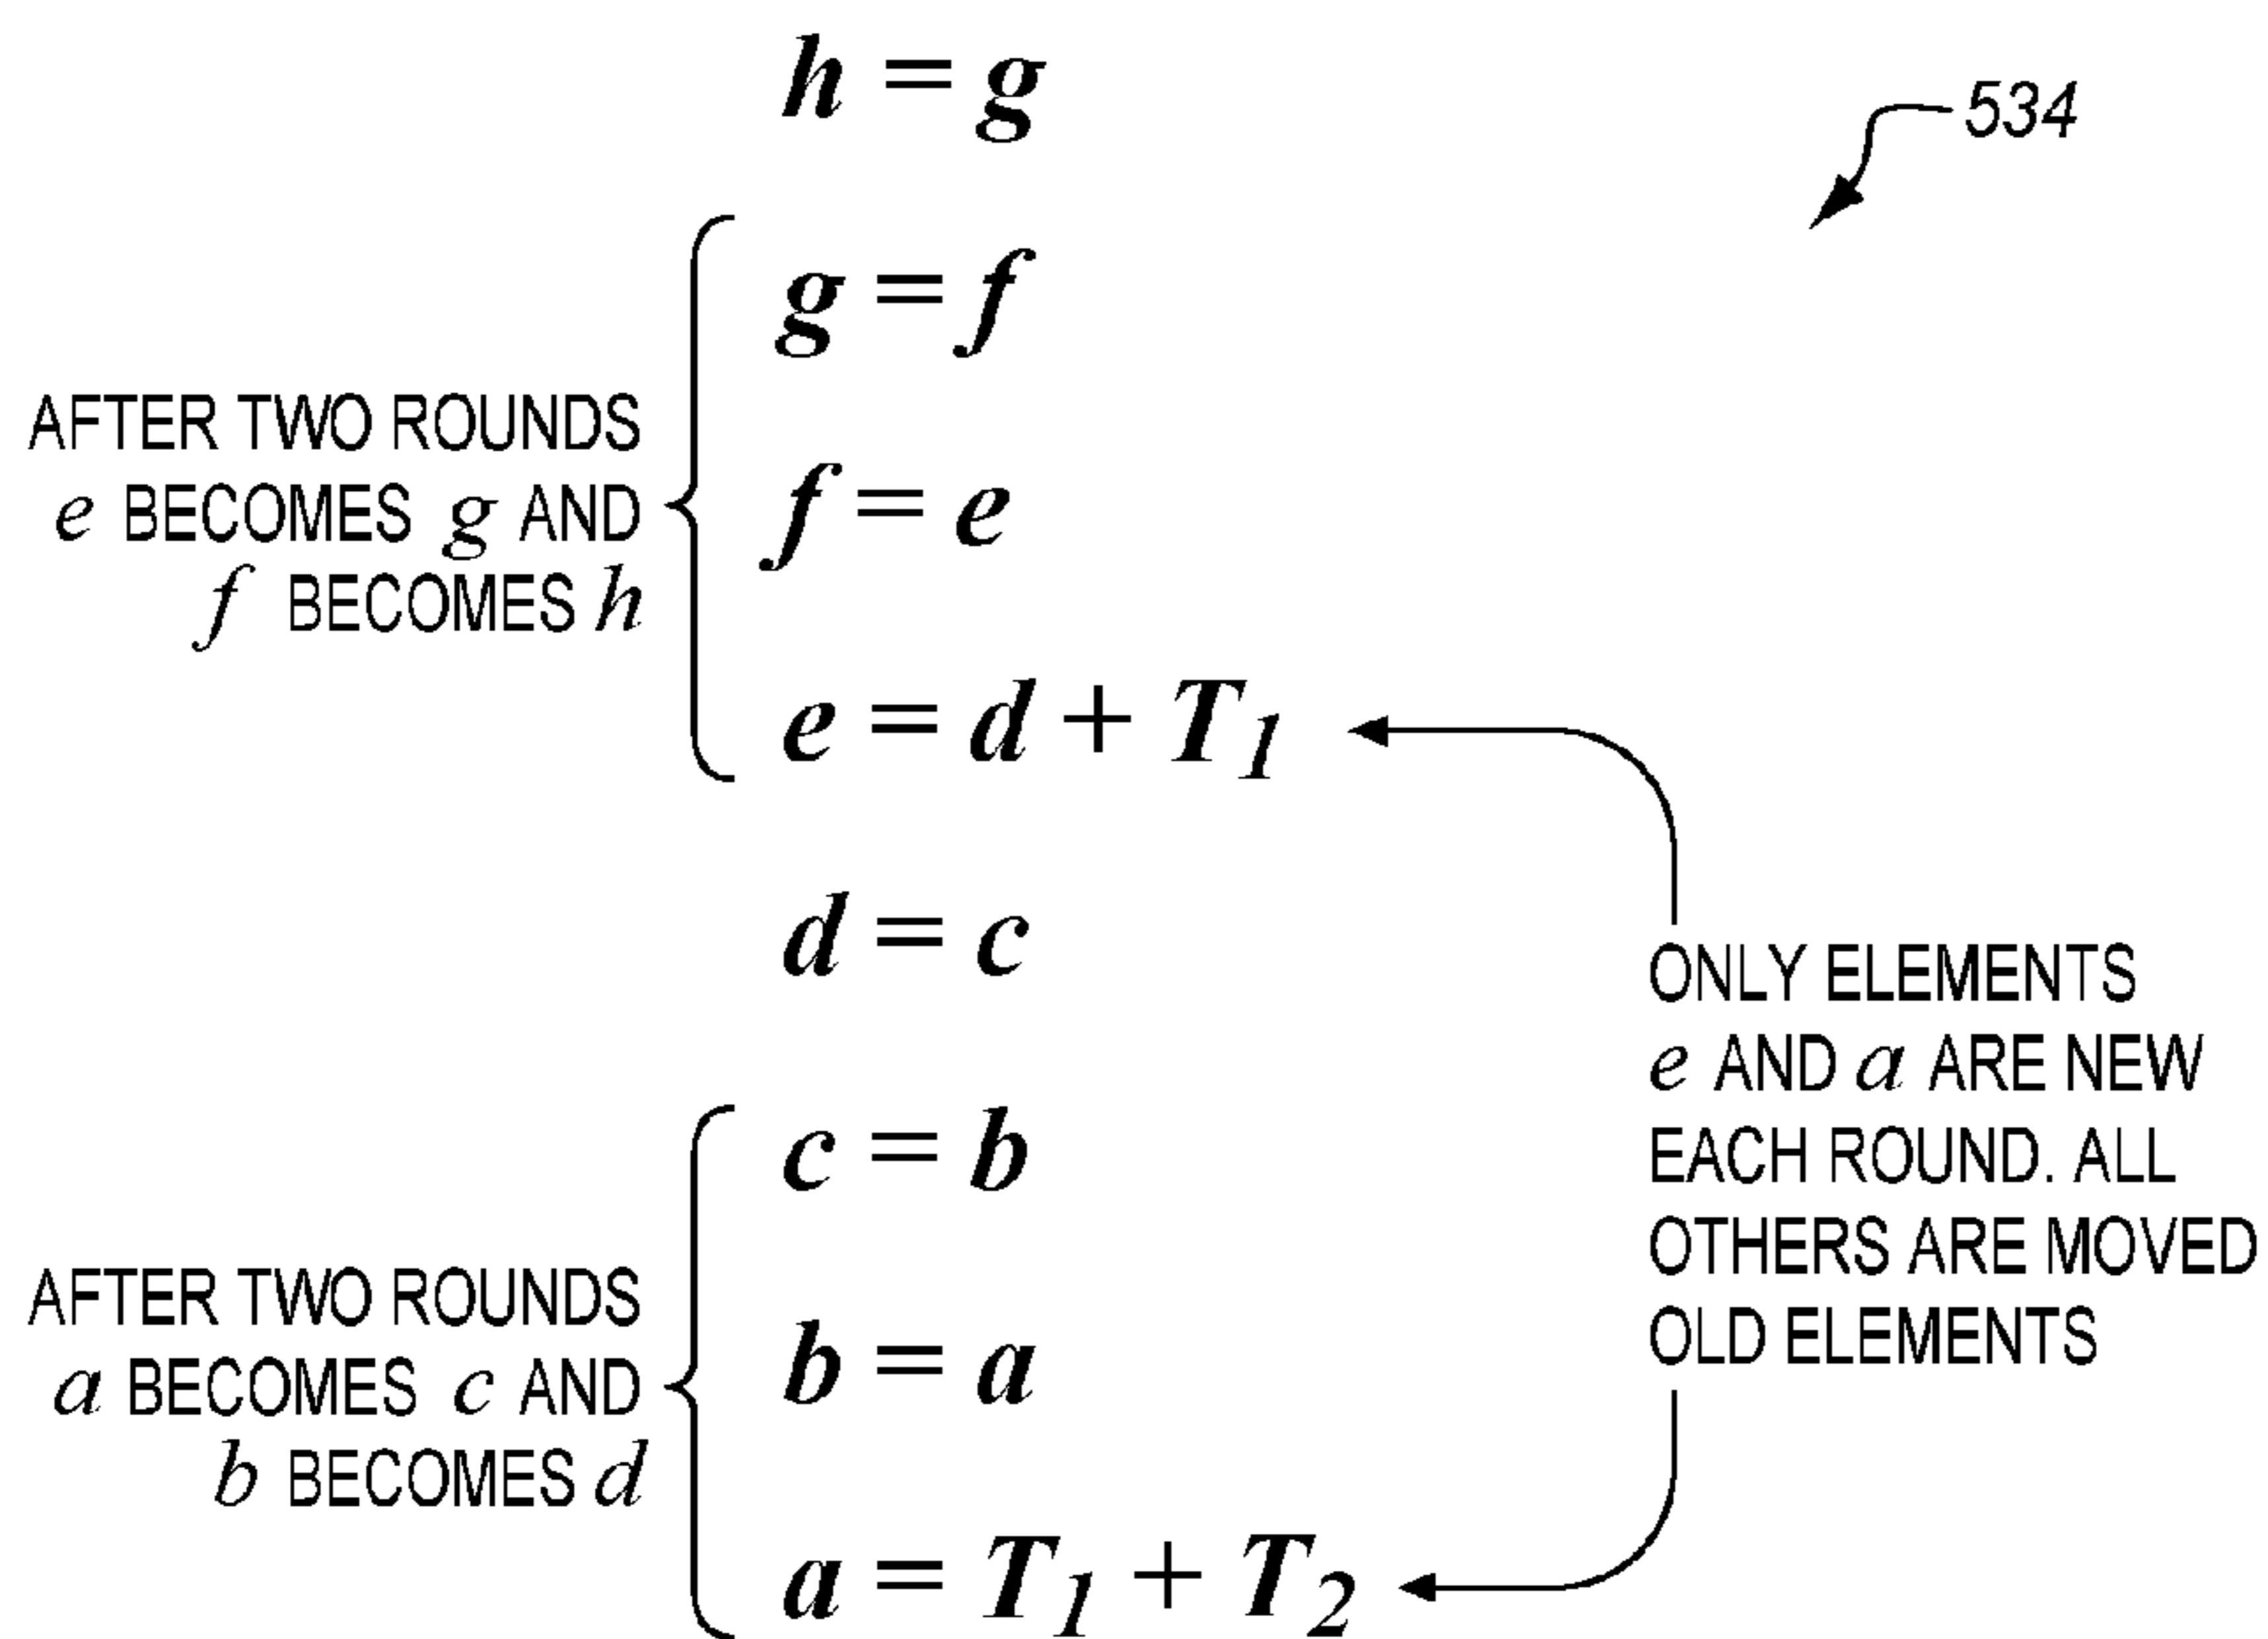 h = g
534
g = f
AFTER TWO ROUNDS
e BECOMES g AND
f BECOMES h
f = e
e = d + T₁
d = c
ONLY ELEMENTS
e AND a ARE NEW
EACH ROUND. ALL
OTHERS ARE MOVED
OLD ELEMENTS
c = b
AFTER TWO ROUNDS
a BECOMES c AND
b BECOMES d
b = a
a = T₁ + T₂